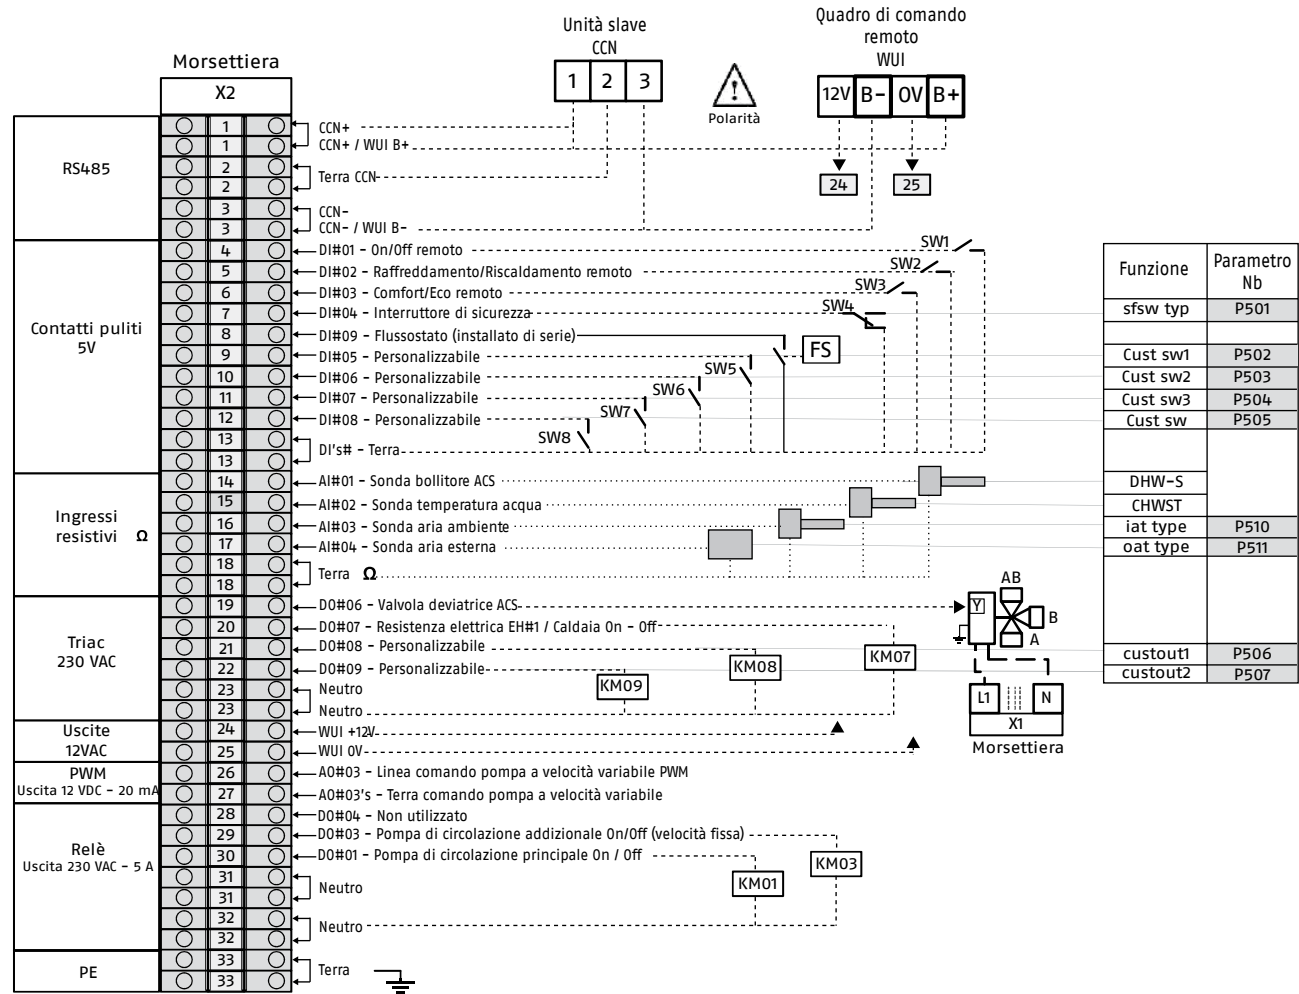 Unità slave
CCN
1 2 3
Polarità
Quadro di comando
remoto
WUI
12V B- 0V B+
24 25
Morsettiera
X2
RS485
1 CCN+
1 CCN+ / WUI B+
2
Terra CCN
2
3 CCN-
3 CCN- / WUI B-
Contatti puliti
5V
4 DI#01 - On/Off remoto SW1
5 DI#02 - Raffreddamento/Riscaldamento remoto SW2
6 DI#03 - Comfort/Eco remoto SW3
7 DI#04 - Interruttore di sicurezza SW4
8 DI#09 - Flussostato (installato di serie) FS
9 DI#05 - Personalizzabile SW5
10 DI#06 - Personalizzabile SW6
11 DI#07 - Personalizzabile SW7
12 DI#08 - Personalizzabile SW8
13
DI's# - Terra
13
Ingressi
resistivi Ω
14 AI#01 - Sonda bollitore ACS
15 AI#02 - Sonda temperatura acqua
16 AI#03 - Sonda aria ambiente
17 AI#04 - Sonda aria esterna
18
Terra Ω
18
Triac
230 VAC
19 DO#06 - Valvola deviatrice ACS
20 DO#07 - Resistenza elettrica EH#1 / Caldaia On - Off KM07
21 DO#08 - Personalizzabile KM08
22 DO#09 - Personalizzabile KM09
23 Neutro
23 Neutro
Uscite
12VAC
24 WUI +12V
25 WUI 0V
PWM
Uscita 12 VDC - 20 mA
26 AO#03 - Linea comando pompa a velocità variabile PWM
27 AO#03's - Terra comando pompa a velocità variabile
Relè
Uscita 230 VAC - 5 A
28 DO#04 - Non utilizzato
29 DO#03 - Pompa di circolazione addizionale On/Off (velocità fissa) KM03
30 DO#01 - Pompa di circolazione principale On / Off KM01
31
Neutro
31
32
Neutro
32
PE
33
Terra
33
Y AB B A
L1 N
X1
Morsettiera
Funzione Parametro
Nb
sfsw typ P501
Cust sw1 P502
Cust sw2 P503
Cust sw3 P504
Cust sw P505
DHW-S
CHWST
iat type P510
oat type P511
custout1 P506
custout2 P507